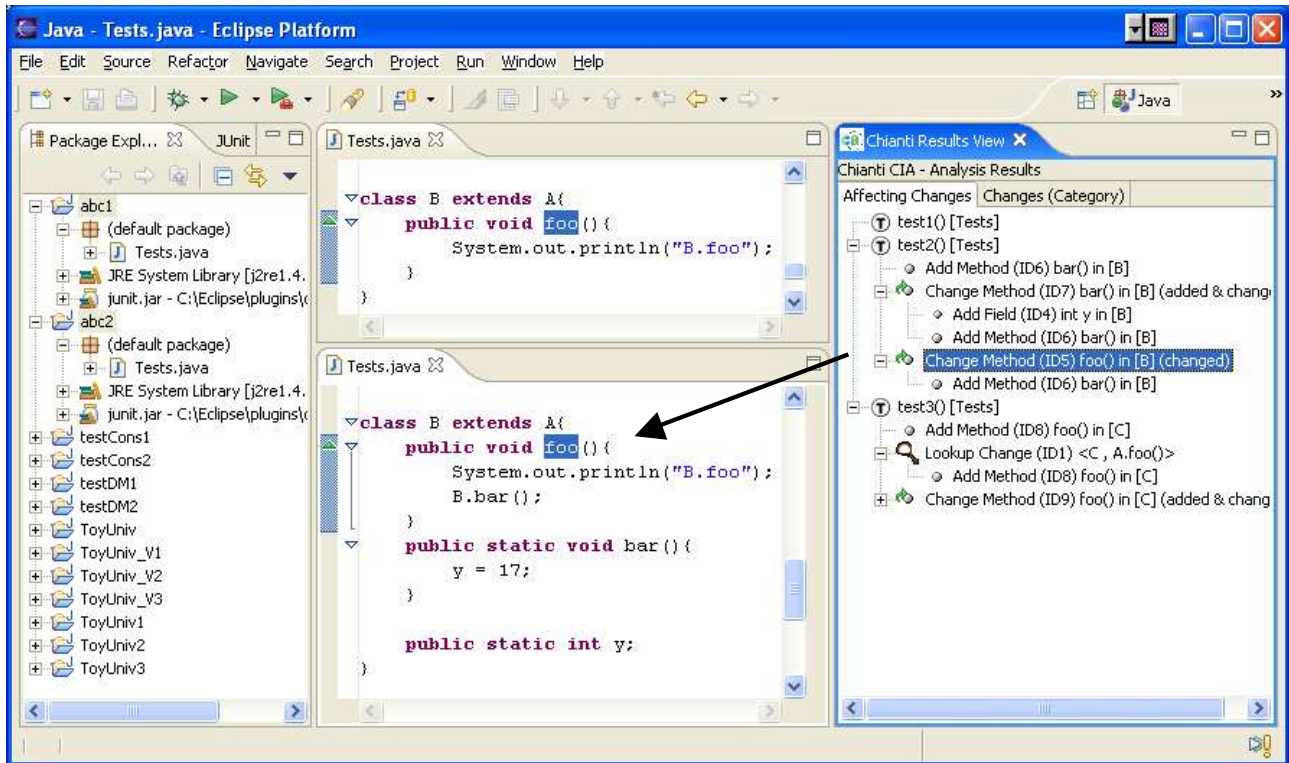 Java - Tests.java - Eclipse Platform
File Edit Source Refactor Navigate Search Project Run Window Help
Java »
Package Expl... JUnit
abc1
(default package)
Tests.java
JRE System Library [j2re1.4.
junit.jar - C:\Eclipse\plugins\
abc2
(default package)
Tests.java
JRE System Library [j2re1.4.
junit.jar - C:\Eclipse\plugins\
testCons1
testCons2
testDM1
testDM2
ToyUniv
ToyUniv_V1
ToyUniv_V2
ToyUniv_V3
ToyUniv1
ToyUniv2
ToyUniv3
Tests.java
class B extends A{
public void foo(){
System.out.println("B.foo");
}
}
Tests.java
class B extends A{
public void foo(){
System.out.println("B.foo");
B.bar();
}
public static void bar(){
y = 17;
}
public static int y;
}
Chianti Results View
Chianti CIA - Analysis Results
Affecting Changes Changes (Category)
T test1() [Tests]
T test2() [Tests]
Add Method (ID6) bar() in [B]
Change Method (ID7) bar() in [B] (added & chang
Add Field (ID4) int y in [B]
Add Method (ID6) bar() in [B]
Change Method (ID5) foo() in [B] (changed)
Add Method (ID6) bar() in [B]
T test3() [Tests]
Add Method (ID8) foo() in [C]
Lookup Change (ID1) <C , A.foo()>
Add Method (ID8) foo() in [C]
Change Method (ID9) foo() in [C] (added & chang